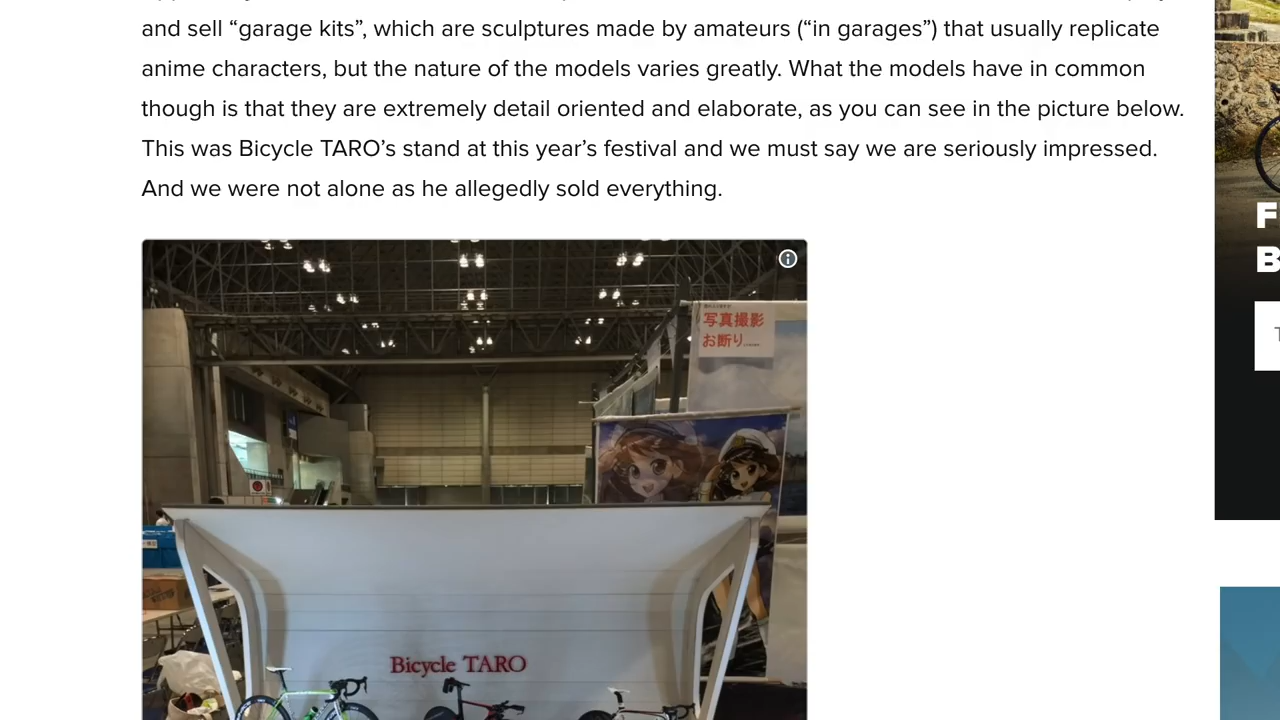 and sell “garage kits”, which are sculptures made by amateurs (“in garages”) that usually replicate
anime characters, but the nature of the models varies greatly. What the models have in common
though is that they are extremely detail oriented and elaborate, as you can see in the picture below.
This was Bicycle TARO’s stand at this year’s festival and we must say we are seriously impressed.
And we were not alone as he allegedly sold everything.
写真撮影
お断り
Bicycle TARO
F
B
T